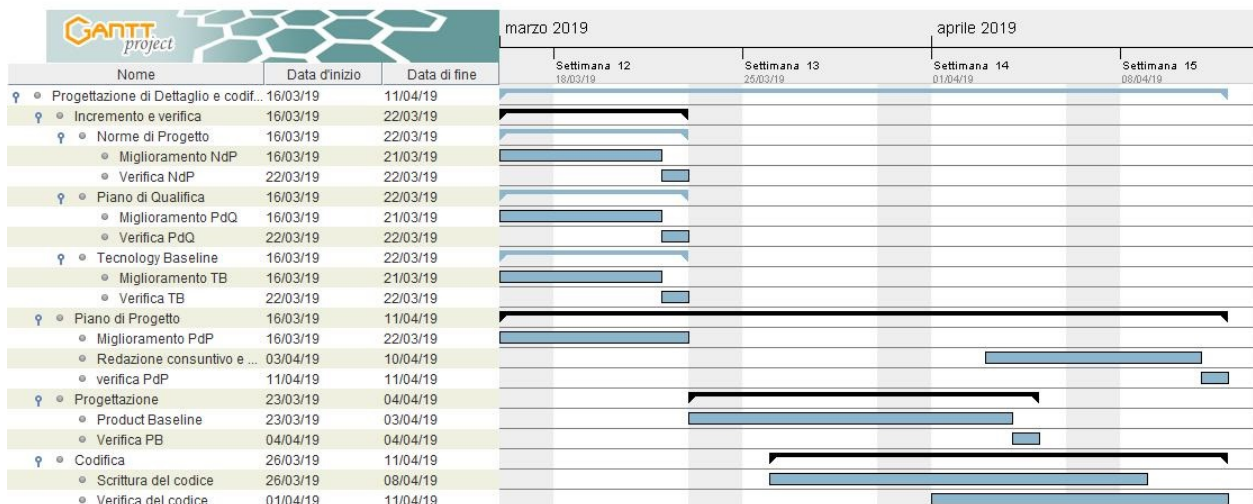 GANTT project
marzo 2019 aprile 2019
Settimana 12 Settimana 13 Settimana 14 Settimana 15
18/03/19 25/03/19 01/04/19 08/04/19
Nome Data d'inizio Data di fine
Progettazione di Dettaglio e codif... 16/03/19 11/04/19
Incremento e verifica 16/03/19 22/03/19
Norme di Progetto 16/03/19 22/03/19
Miglioramento NdP 16/03/19 21/03/19
Verifica NdP 22/03/19 22/03/19
Piano di Qualifica 16/03/19 22/03/19
Miglioramento PdQ 16/03/19 21/03/19
Verifica PdQ 22/03/19 22/03/19
Tecnology Baseline 16/03/19 22/03/19
Miglioramento TB 16/03/19 21/03/19
Verifica TB 22/03/19 22/03/19
Piano di Progetto 16/03/19 11/04/19
Miglioramento PdP 16/03/19 22/03/19
Redazione consuntivo e ... 03/04/19 10/04/19
verifica PdP 11/04/19 11/04/19
Progettazione 23/03/19 04/04/19
Product Baseline 23/03/19 03/04/19
Verifica PB 04/04/19 04/04/19
Codifica 26/03/19 11/04/19
Scrittura del codice 26/03/19 08/04/19
Verifica del codice 01/04/19 11/04/19